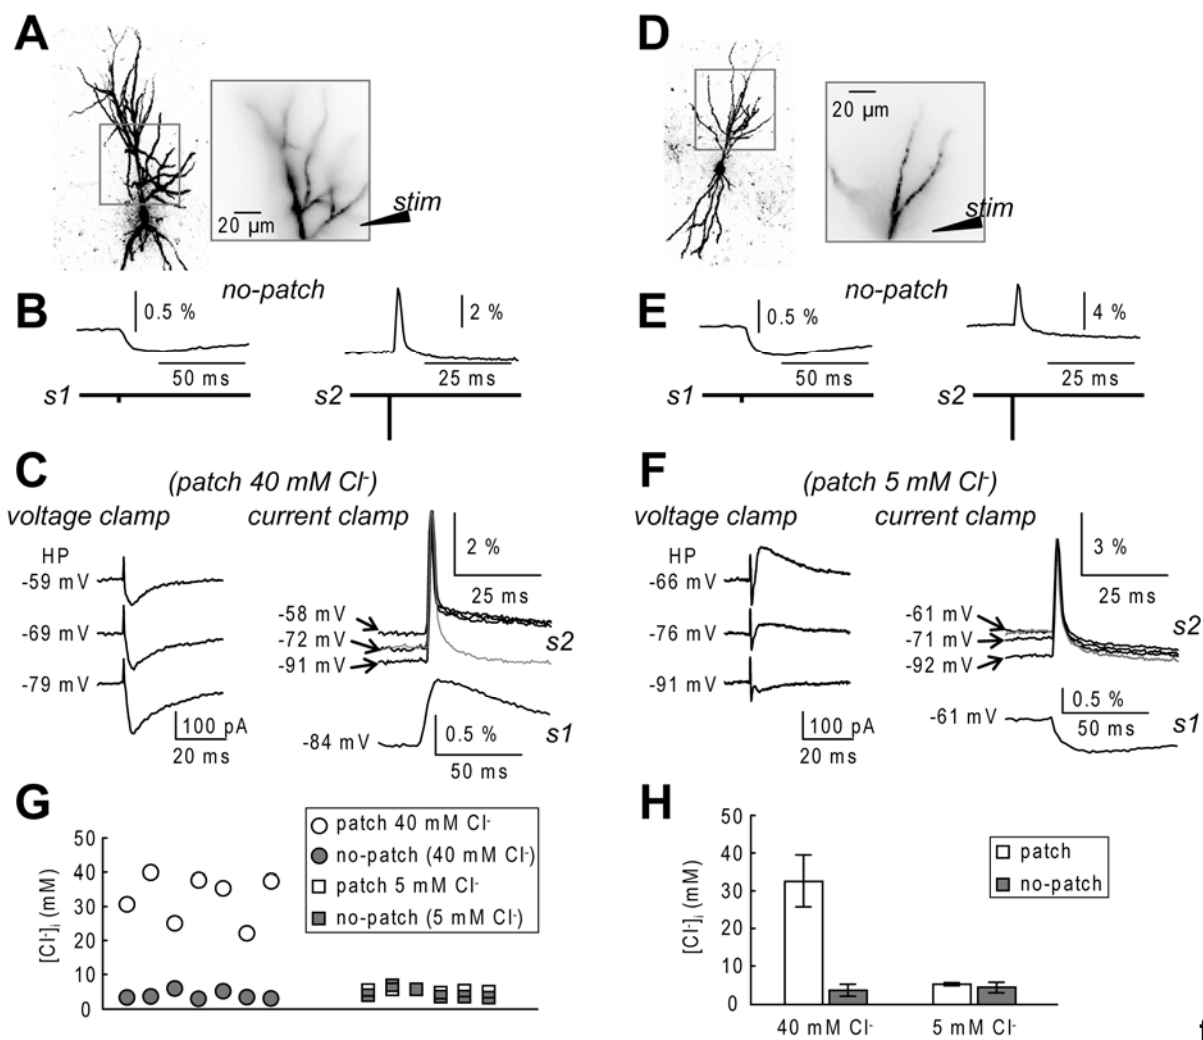 A
20 µm
stim
D
20 µm
stim
no-patch
B
0.5 %
2 %
50 ms
25 ms
s1
s2
no-patch
E
0.5 %
4 %
50 ms
25 ms
s1
s2
C
(patch 40 mM Cl-)
voltage clamp
current clamp
HP
-59 mV
-69 mV
-79 mV
100 pA
20 ms
2 %
25 ms
-58 mV
-72 mV
-91 mV
s2
-84 mV
0.5 %
50 ms
s1
F
(patch 5 mM Cl-)
voltage clamp
current clamp
HP
-66 mV
-76 mV
-91 mV
100 pA
20 ms
3 %
25 ms
-61 mV
-71 mV
-92 mV
s2
-61 mV
0.5 %
50 ms
s1
G
patch 40 mM Cl-
no-patch (40 mM Cl-)
patch 5 mM Cl-
no-patch (5 mM Cl-)
[Cl-]i (mM)
50
40
30
20
10
0
H
patch
no-patch
[Cl-]i (mM)
50
40
30
20
10
0
40 mM Cl-
5 mM Cl-